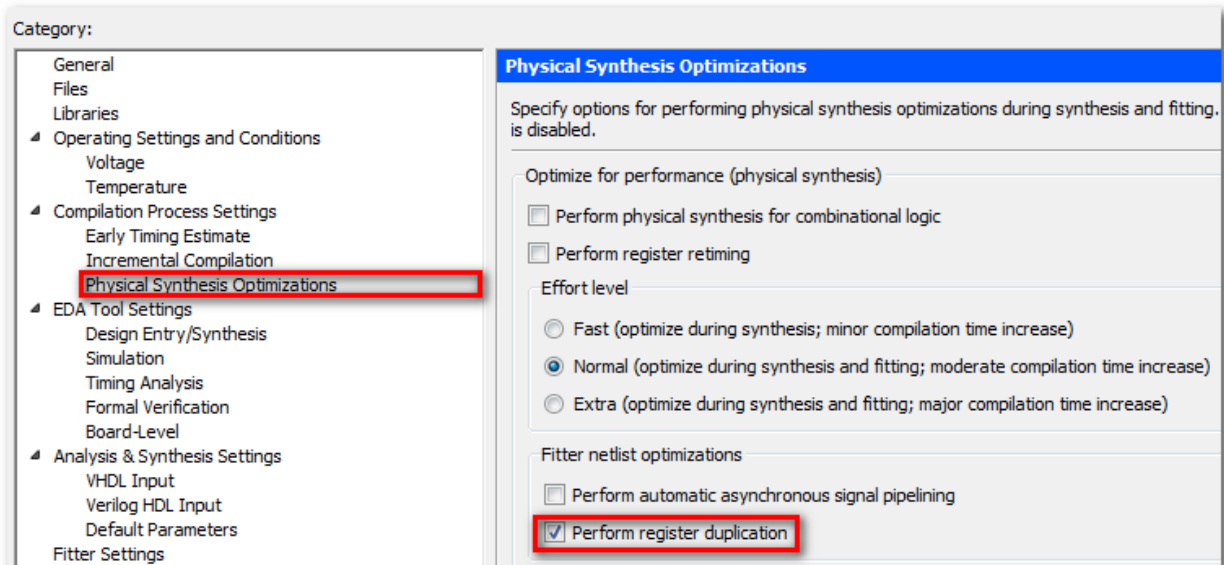 Category:
General
Files
Libraries
Operating Settings and Conditions
Voltage
Temperature
Compilation Process Settings
Early Timing Estimate
Incremental Compilation
Physical Synthesis Optimizations
EDA Tool Settings
Design Entry/Synthesis
Simulation
Timing Analysis
Formal Verification
Board-Level
Analysis & Synthesis Settings
VHDL Input
Verilog HDL Input
Default Parameters
Fitter Settings
Physical Synthesis Optimizations
Specify options for performing physical synthesis optimizations during synthesis and fitting.
is disabled.
Optimize for performance (physical synthesis)
Perform physical synthesis for combinational logic
Perform register retiming
Effort level
Fast (optimize during synthesis; minor compilation time increase)
Normal (optimize during synthesis and fitting; moderate compilation time increase)
Extra (optimize during synthesis and fitting; major compilation time increase)
Fitter netlist optimizations
Perform automatic asynchronous signal pipelining
Perform register duplication